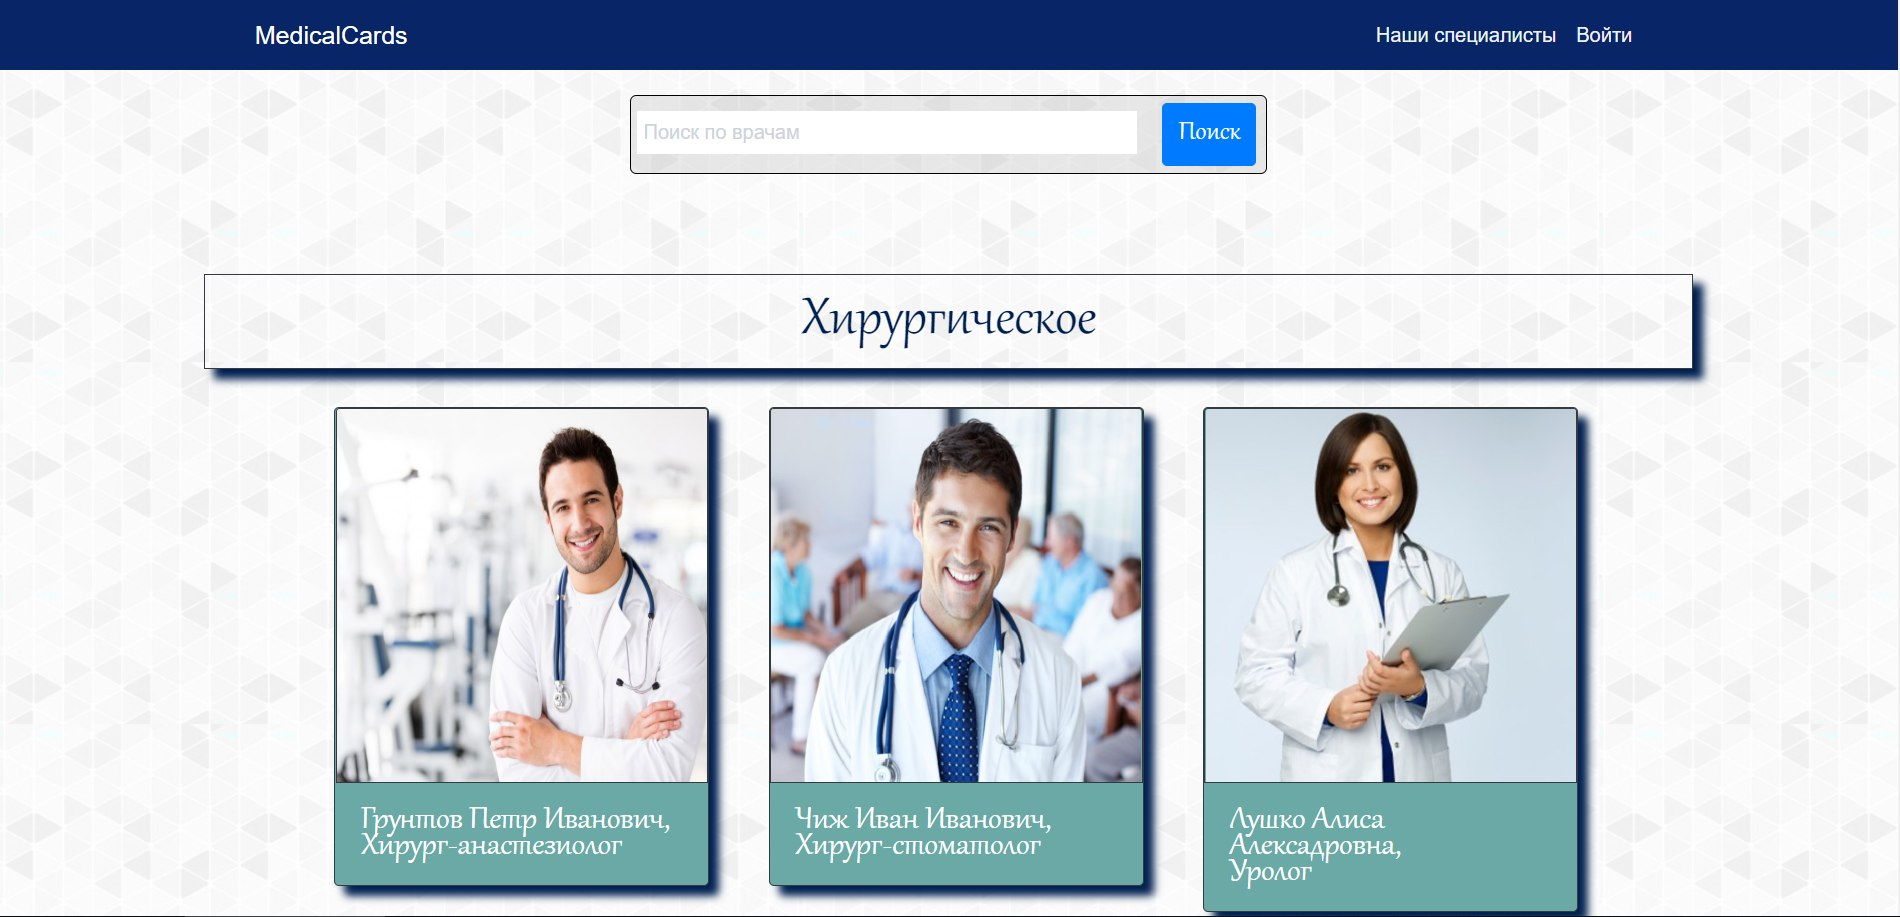 MedicalCards
Наши специалисты Войти
Поиск по врачам
Поиск
Хирургическое
Грунтов Петр Иванович,
Хирург-анастезиолог
Чиж Иван Иванович,
Хирург-стоматолог
Лушко Алиса
Алексадровна,
Уролог